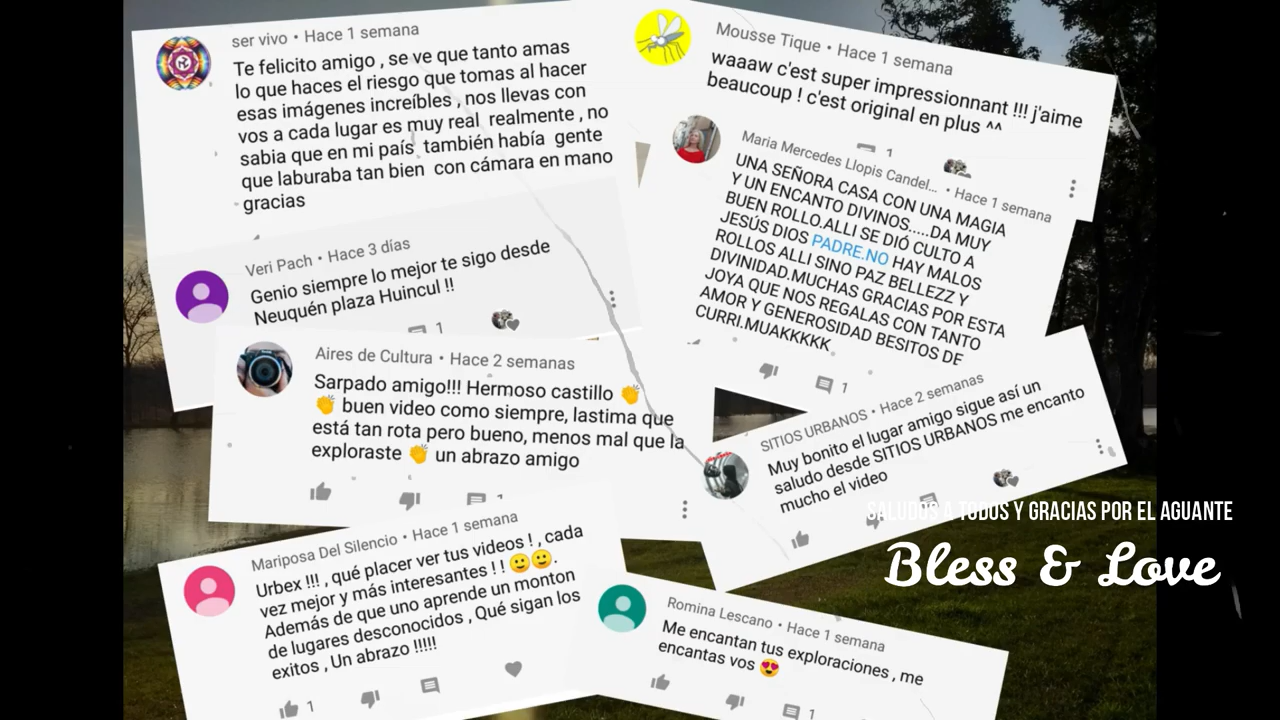 ser vivo • Hace 1 semana
Te felicito amigo , se ve que tanto amas
lo que haces el riesgo que tomas al hacer
esas imágenes increíbles , nos llevas con
vos a cada lugar es muy real realmente , no
sabia que en mi país también había gente
que laburaba tan bien con cámara en mano
gracias
Veri Pach • Hace 3 días
Genio siempre lo mejor te sigo desde
Neuquén plaza Huincul !!
1
Aires de Cultura • Hace 2 semanas
Sarpado amigo!!! Hermoso castillo 👏
👏 buen video como siempre, lastima que
está tan rota pero bueno, menos mal que la
exploraste 👏 un abrazo amigo
1
Mariposa Del Silencio • Hace 1 semana
Urbex !!! , qué placer ver tus videos ! , cada
vez mejor y más interesantes ! ! 🙂🙂.
Además de que uno aprende un monton
de lugares desconocidos , Qué sigan los
exitos , Un abrazo !!!!!
1
Mousse Tique • Hace 1 semana
waaaw c'est super impressionnant !!! j'aime
beaucoup ! c'est original en plus ^^
1
Maria Mercedes Llopis Candel... • Hace 1 semana
UNA SEÑORA CASA CON UNA MAGIA
Y UN ENCANTO DIVINOS.....DA MUY
BUEN ROLLO.ALLI SE DIÓ CULTO A
JESÚS DIOS PADRE.NO HAY MALOS
ROLLOS ALLI SINO PAZ BELLEZZ Y
DIVINIDAD.MUCHAS GRACIAS POR ESTA
JOYA QUE NOS REGALAS CON TANTO
AMOR Y GENEROSIDAD BESITOS DE
CURRI.MUAKKKKK
1
SITIOS URBANOS • Hace 2 semanas
Muy bonito el lugar amigo sigue así un
saludo desde SITIOS URBANOS me encanto
mucho el video
SALUDOS A TODOS Y GRACIAS POR EL AGUANTE
Bless & Love
Romina Lescano • Hace 1 semana
Me encantan tus exploraciones , me
encantas vos 😍
1